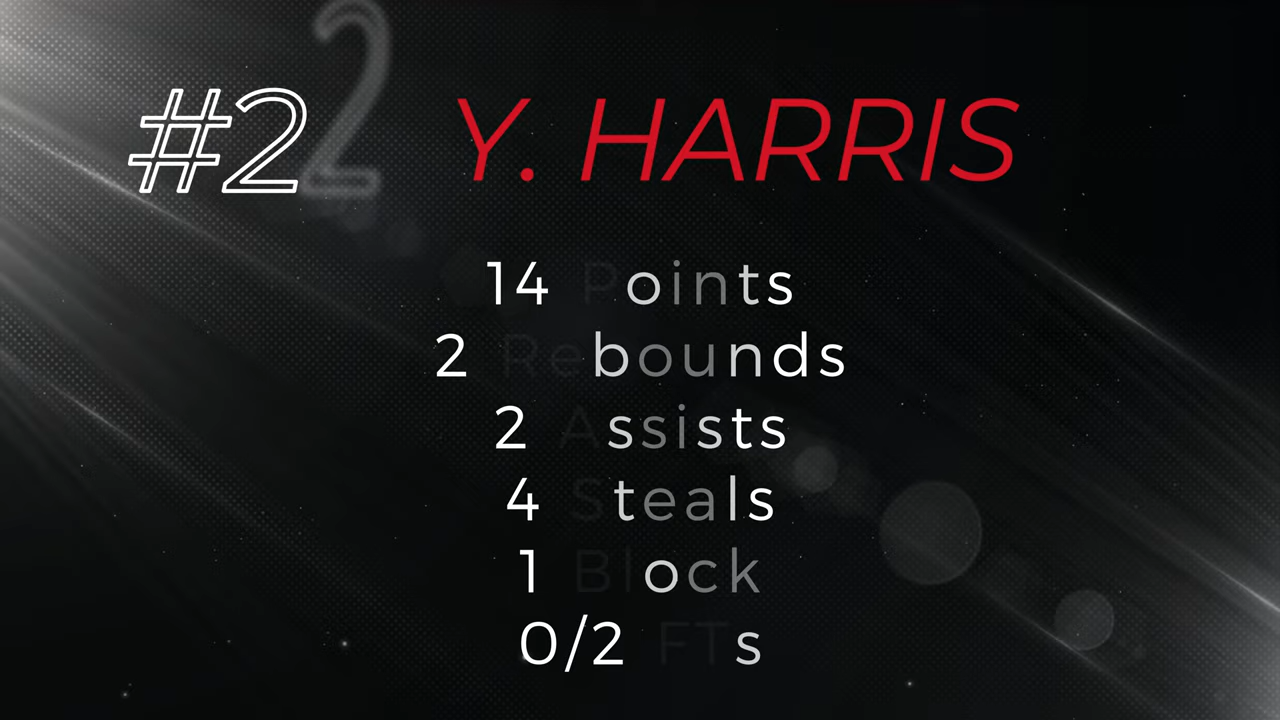 #2 Y. HARRIS
14 Points
2 Rebounds
2 Assists
4 Steals
1 Block
0/2 FTs